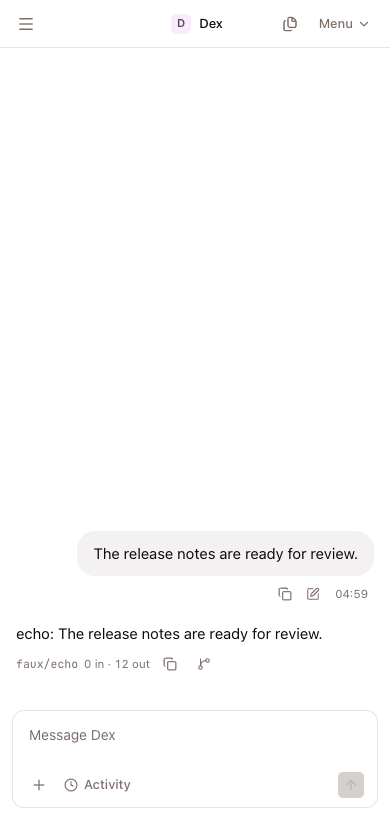 D Dex Menu
The release notes are ready for review.
04:59
echo: The release notes are ready for review.
faux/echo 0 in · 12 out
Message Dex
Activity